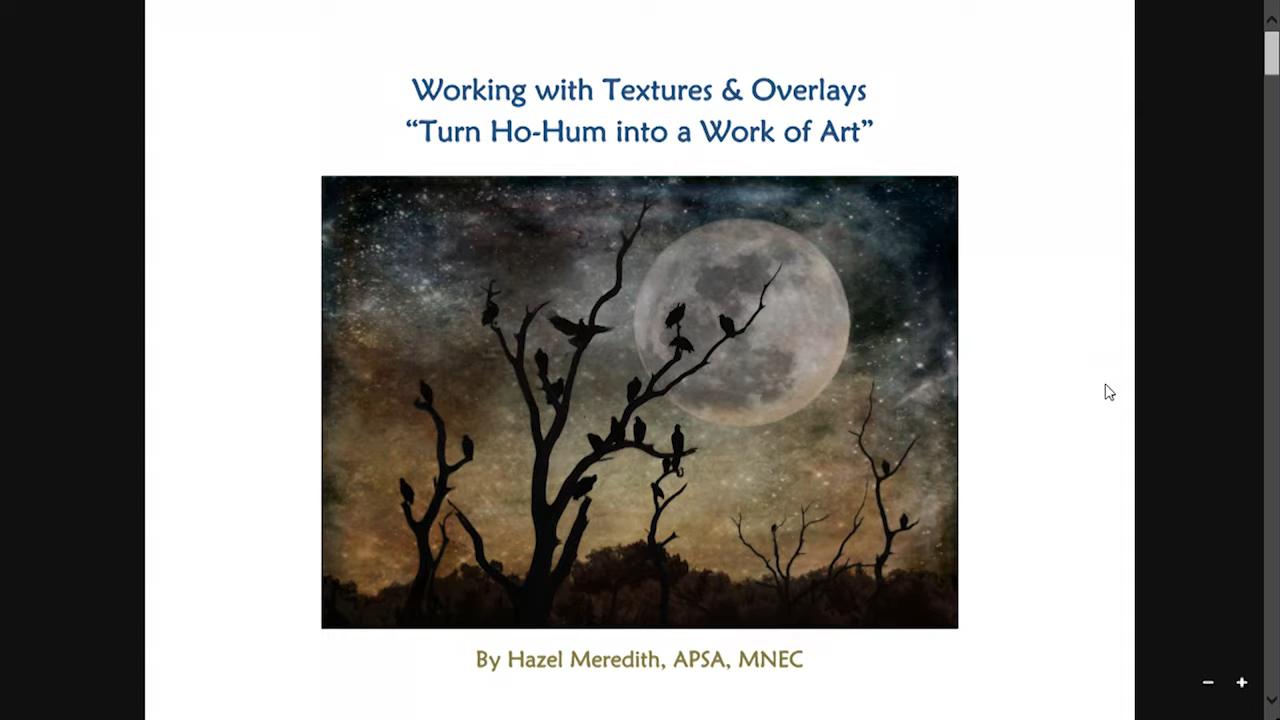 Working with Textures & Overlays
“Turn Ho-Hum into a Work of Art”
By Hazel Meredith, APSA, MNEC